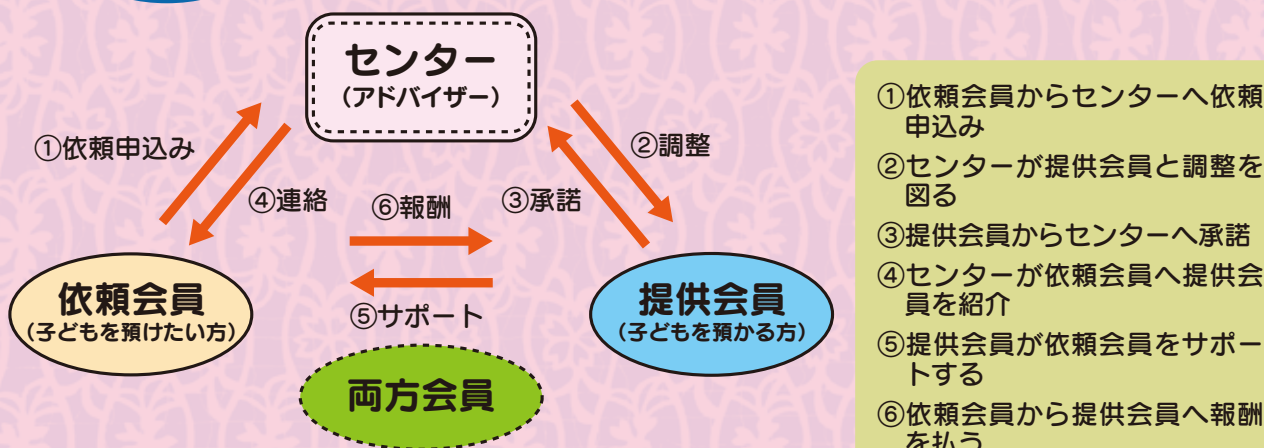 センター
(アドバイザー)
①依頼申込み
②調整
④連絡
⑥報酬
③承諾
依頼会員
(子どもを預けたい方)
⑤サポート
提供会員
(子どもを預かる方)
両方会員
①依頼会員からセンターへ依頼
申込み
②センターが提供会員と調整を
図る
③提供会員からセンターへ承諾
④センターが依頼会員へ提供会
員を紹介
⑤提供会員が依頼会員をサポー
トする
⑥依頼会員から提供会員へ報酬
を払う